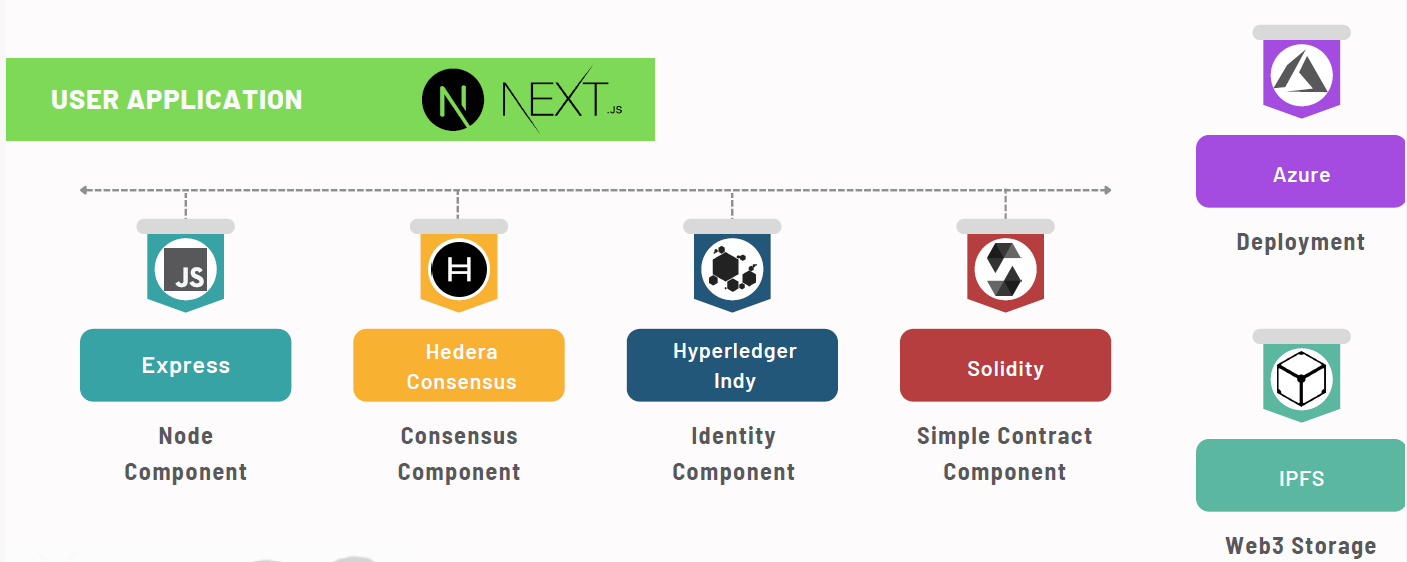 USER APPLICATION
N NEXT.JS
JS
H
Express
Hedera
Consensus
Hyperledger
Indy
Solidity
Node
Component
Consensus
Component
Identity
Component
Simple Contract
Component
Azure
Deployment
IPFS
Web3 Storage